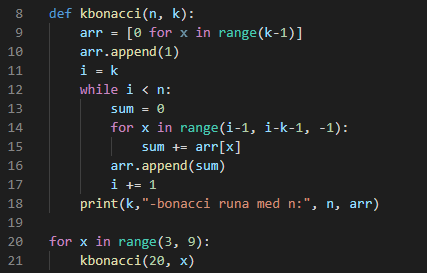 8 def kbonacci(n, k):
9     arr = [0 for x in range(k-1)]
10     arr.append(1)
11     i = k
12     while i < n:
13         sum = 0
14         for x in range(i-1, i-k-1, -1):
15             sum += arr[x]
16         arr.append(sum)
17         i += 1
18     print(k,"-bonacci runa med n:", n, arr)
19
20 for x in range(3, 9):
21     kbonacci(20, x)